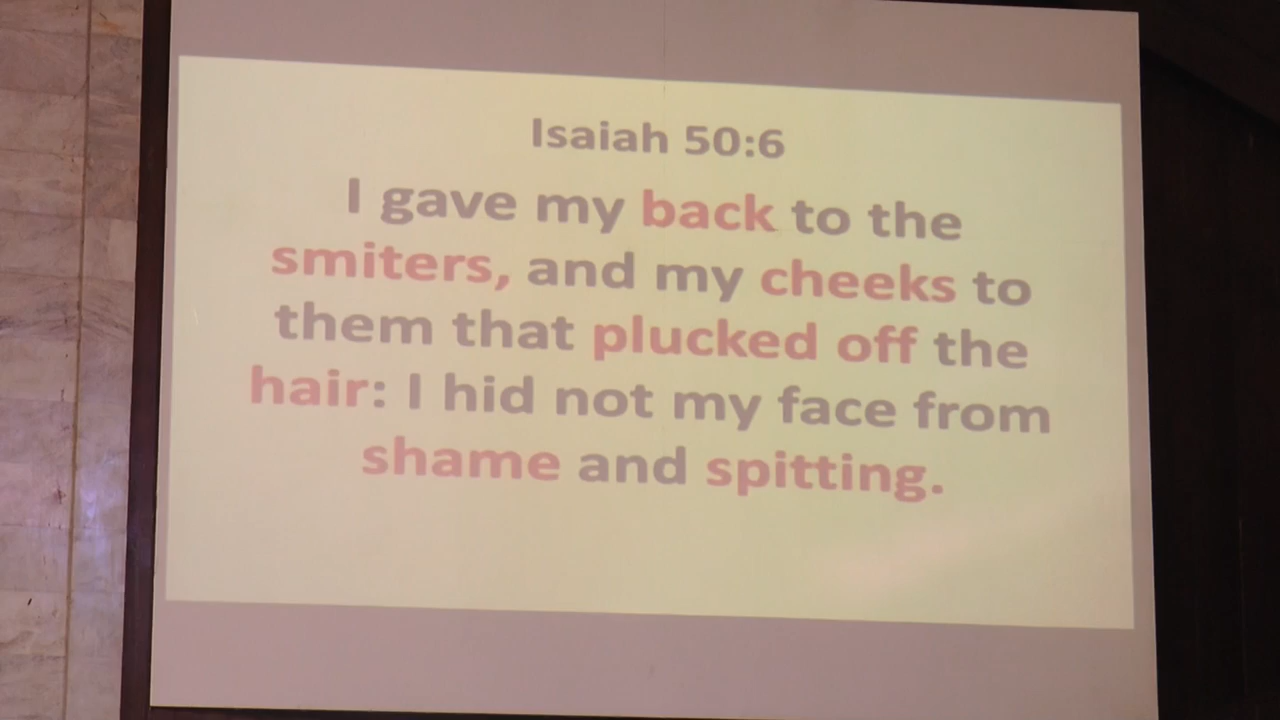 Isaiah 50:6
I gave my back to the
smiters, and my cheeks to
them that plucked off the
hair: I hid not my face from
shame and spitting.